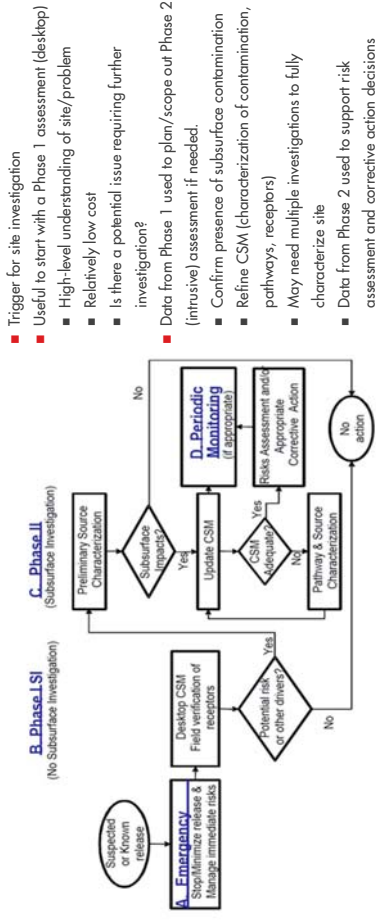 Trigger for site investigation
Useful to start with a Phase 1 assessment (desktop)
High-level understanding of site/problem
Relatively low cost
Is there a potential issue requiring further
investigation?
Data from Phase 1 used to plan/scope out Phase 2
(intrusive) assessment if needed.
Confirm presence of subsurface contamination
Refine CSM (characterization of contamination,
pathways, receptors)
May need multiple investigations to fully
characterize site
Data from Phase 2 used to support risk
assessment and corrective action decisions
B. Phase I SI
(No Subsurface Investigation)
C. Phase II
(Subsurface Investigation)
Suspected
or Known
release
A. Emergency
Stop/Minimize release &
Manage immediate risks
Desktop CSM
Field verification of
receptors
Potential risk
or other drivers?
Yes
No
Preliminary Source
Characterization
Subsurface
Impacts?
No
Yes
Update CSM
CSM
Adequate?
Yes
No
Pathway & Source
Characterization
D. Periodic
Monitoring
(if appropriate)
Risks Assessment and/or
Appropriate
Corrective Action
No
action